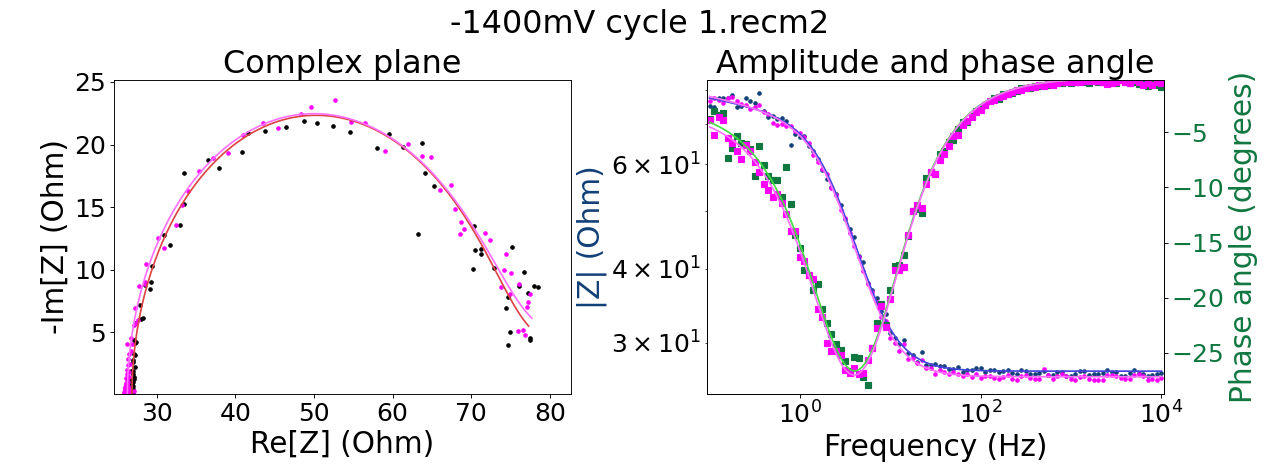 -1400mV cycle 1.recm2
Complex plane
Amplitude and phase angle
25
20
15
10
5
-Im[Z] (Ohm)
30 40 50 60 70 80
Re[Z] (Ohm)
|Z| (Ohm)
6 × 10¹
4 × 10¹
3 × 10¹
10⁰ 10² 10⁴
Frequency (Hz)
−5
−10
−15
−20
−25
Phase angle (degrees)